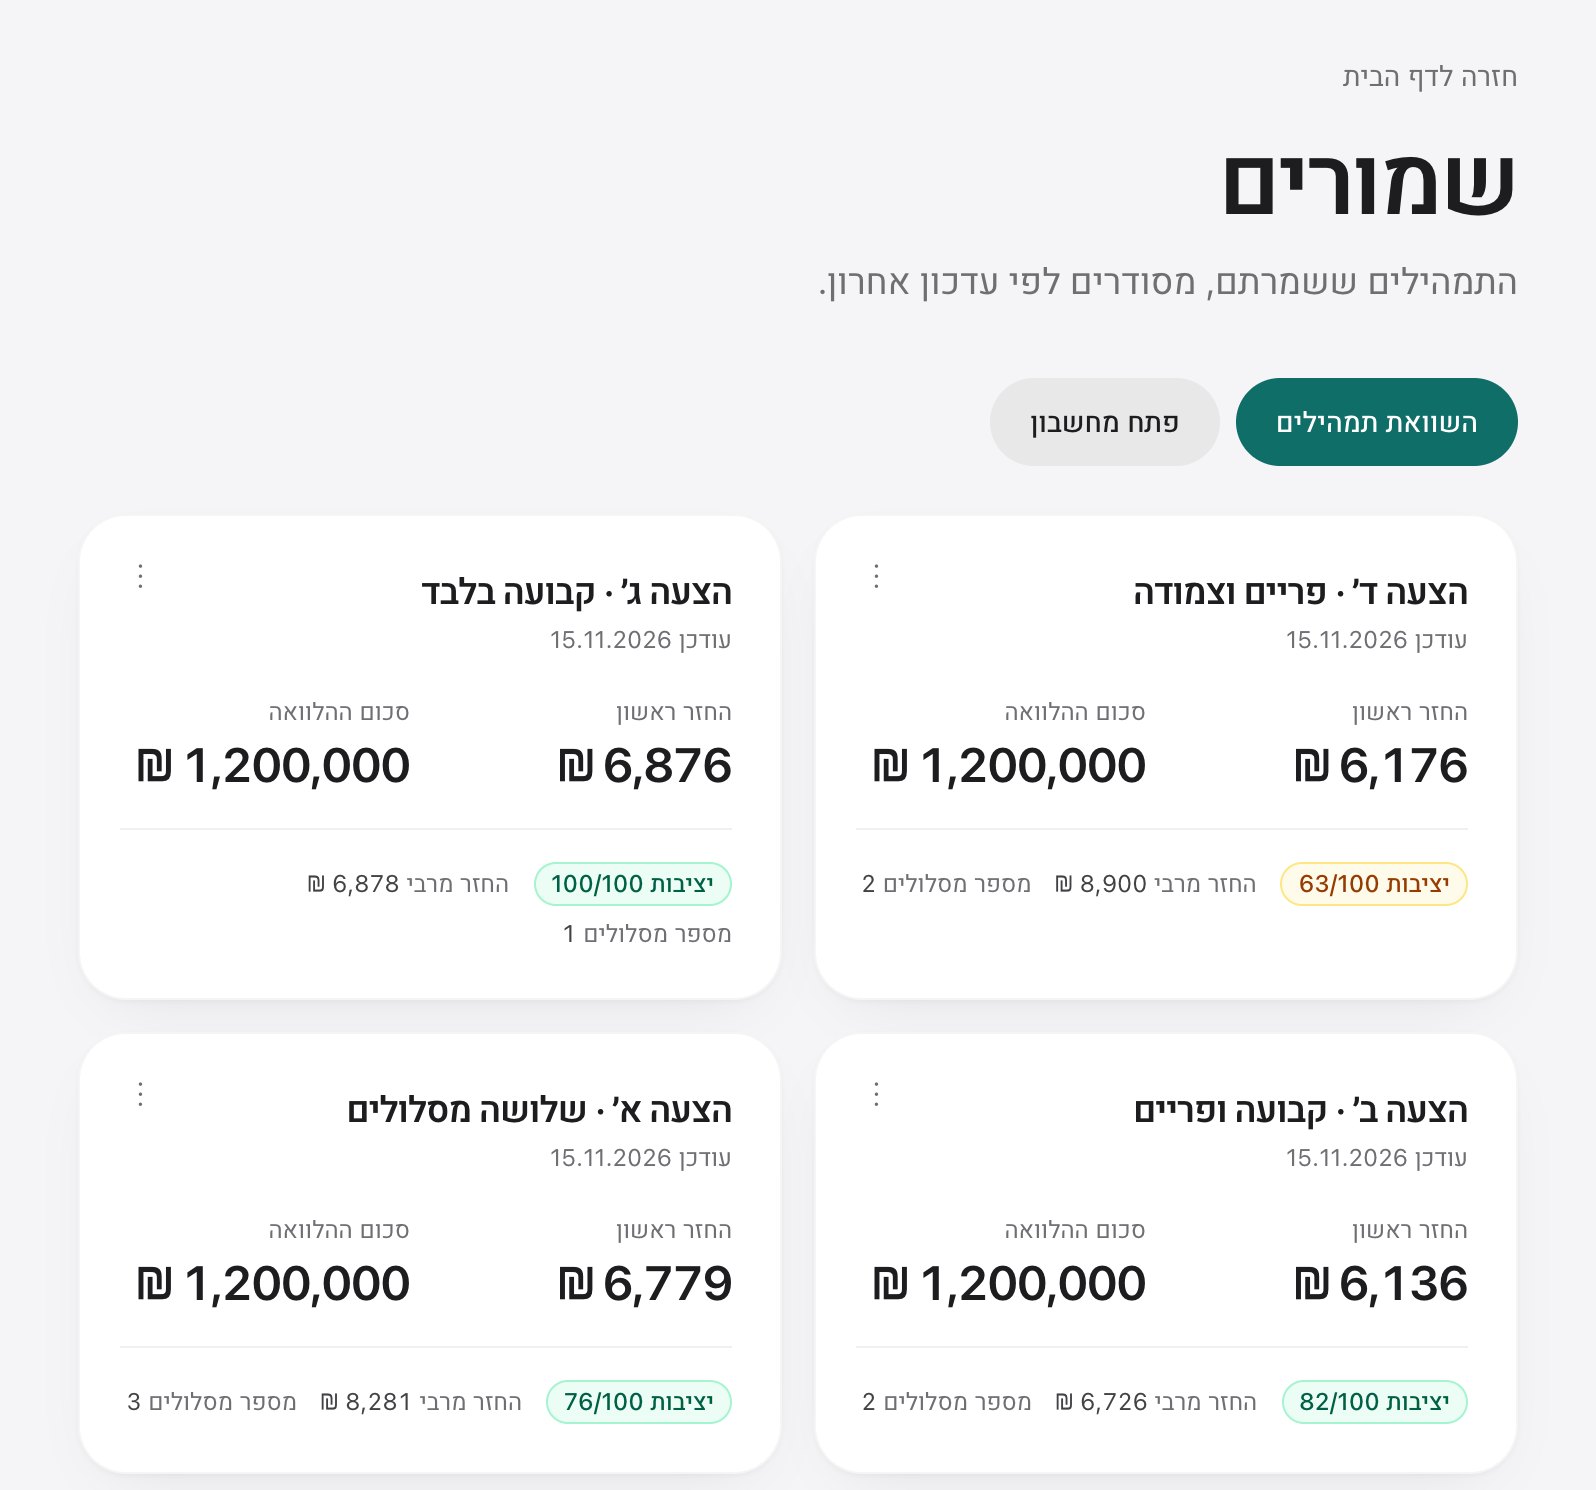 חזרה לדף הבית
שמורים
התמהילים ששמרתם, מסודרים לפי עדכון אחרון.
השוואת תמהילים
פתח מחשבון
הצעה ד׳ · פריים וצמודה
עודכן 15.11.2026
החזר ראשון
6,176 ₪
סכום ההלוואה
1,200,000 ₪
יציבות 63/100 החזר מרבי 8,900 ₪ מספר מסלולים 2
הצעה ג׳ · קבועה בלבד
עודכן 15.11.2026
החזר ראשון
6,876 ₪
סכום ההלוואה
1,200,000 ₪
יציבות 100/100 החזר מרבי 6,878 ₪
מספר מסלולים 1
הצעה ב׳ · קבועה ופריים
עודכן 15.11.2026
החזר ראשון
6,136 ₪
סכום ההלוואה
1,200,000 ₪
יציבות 82/100 החזר מרבי 6,726 ₪ מספר מסלולים 2
הצעה א׳ · שלושה מסלולים
עודכן 15.11.2026
החזר ראשון
6,779 ₪
סכום ההלוואה
1,200,000 ₪
יציבות 76/100 החזר מרבי 8,281 ₪ מספר מסלולים 3